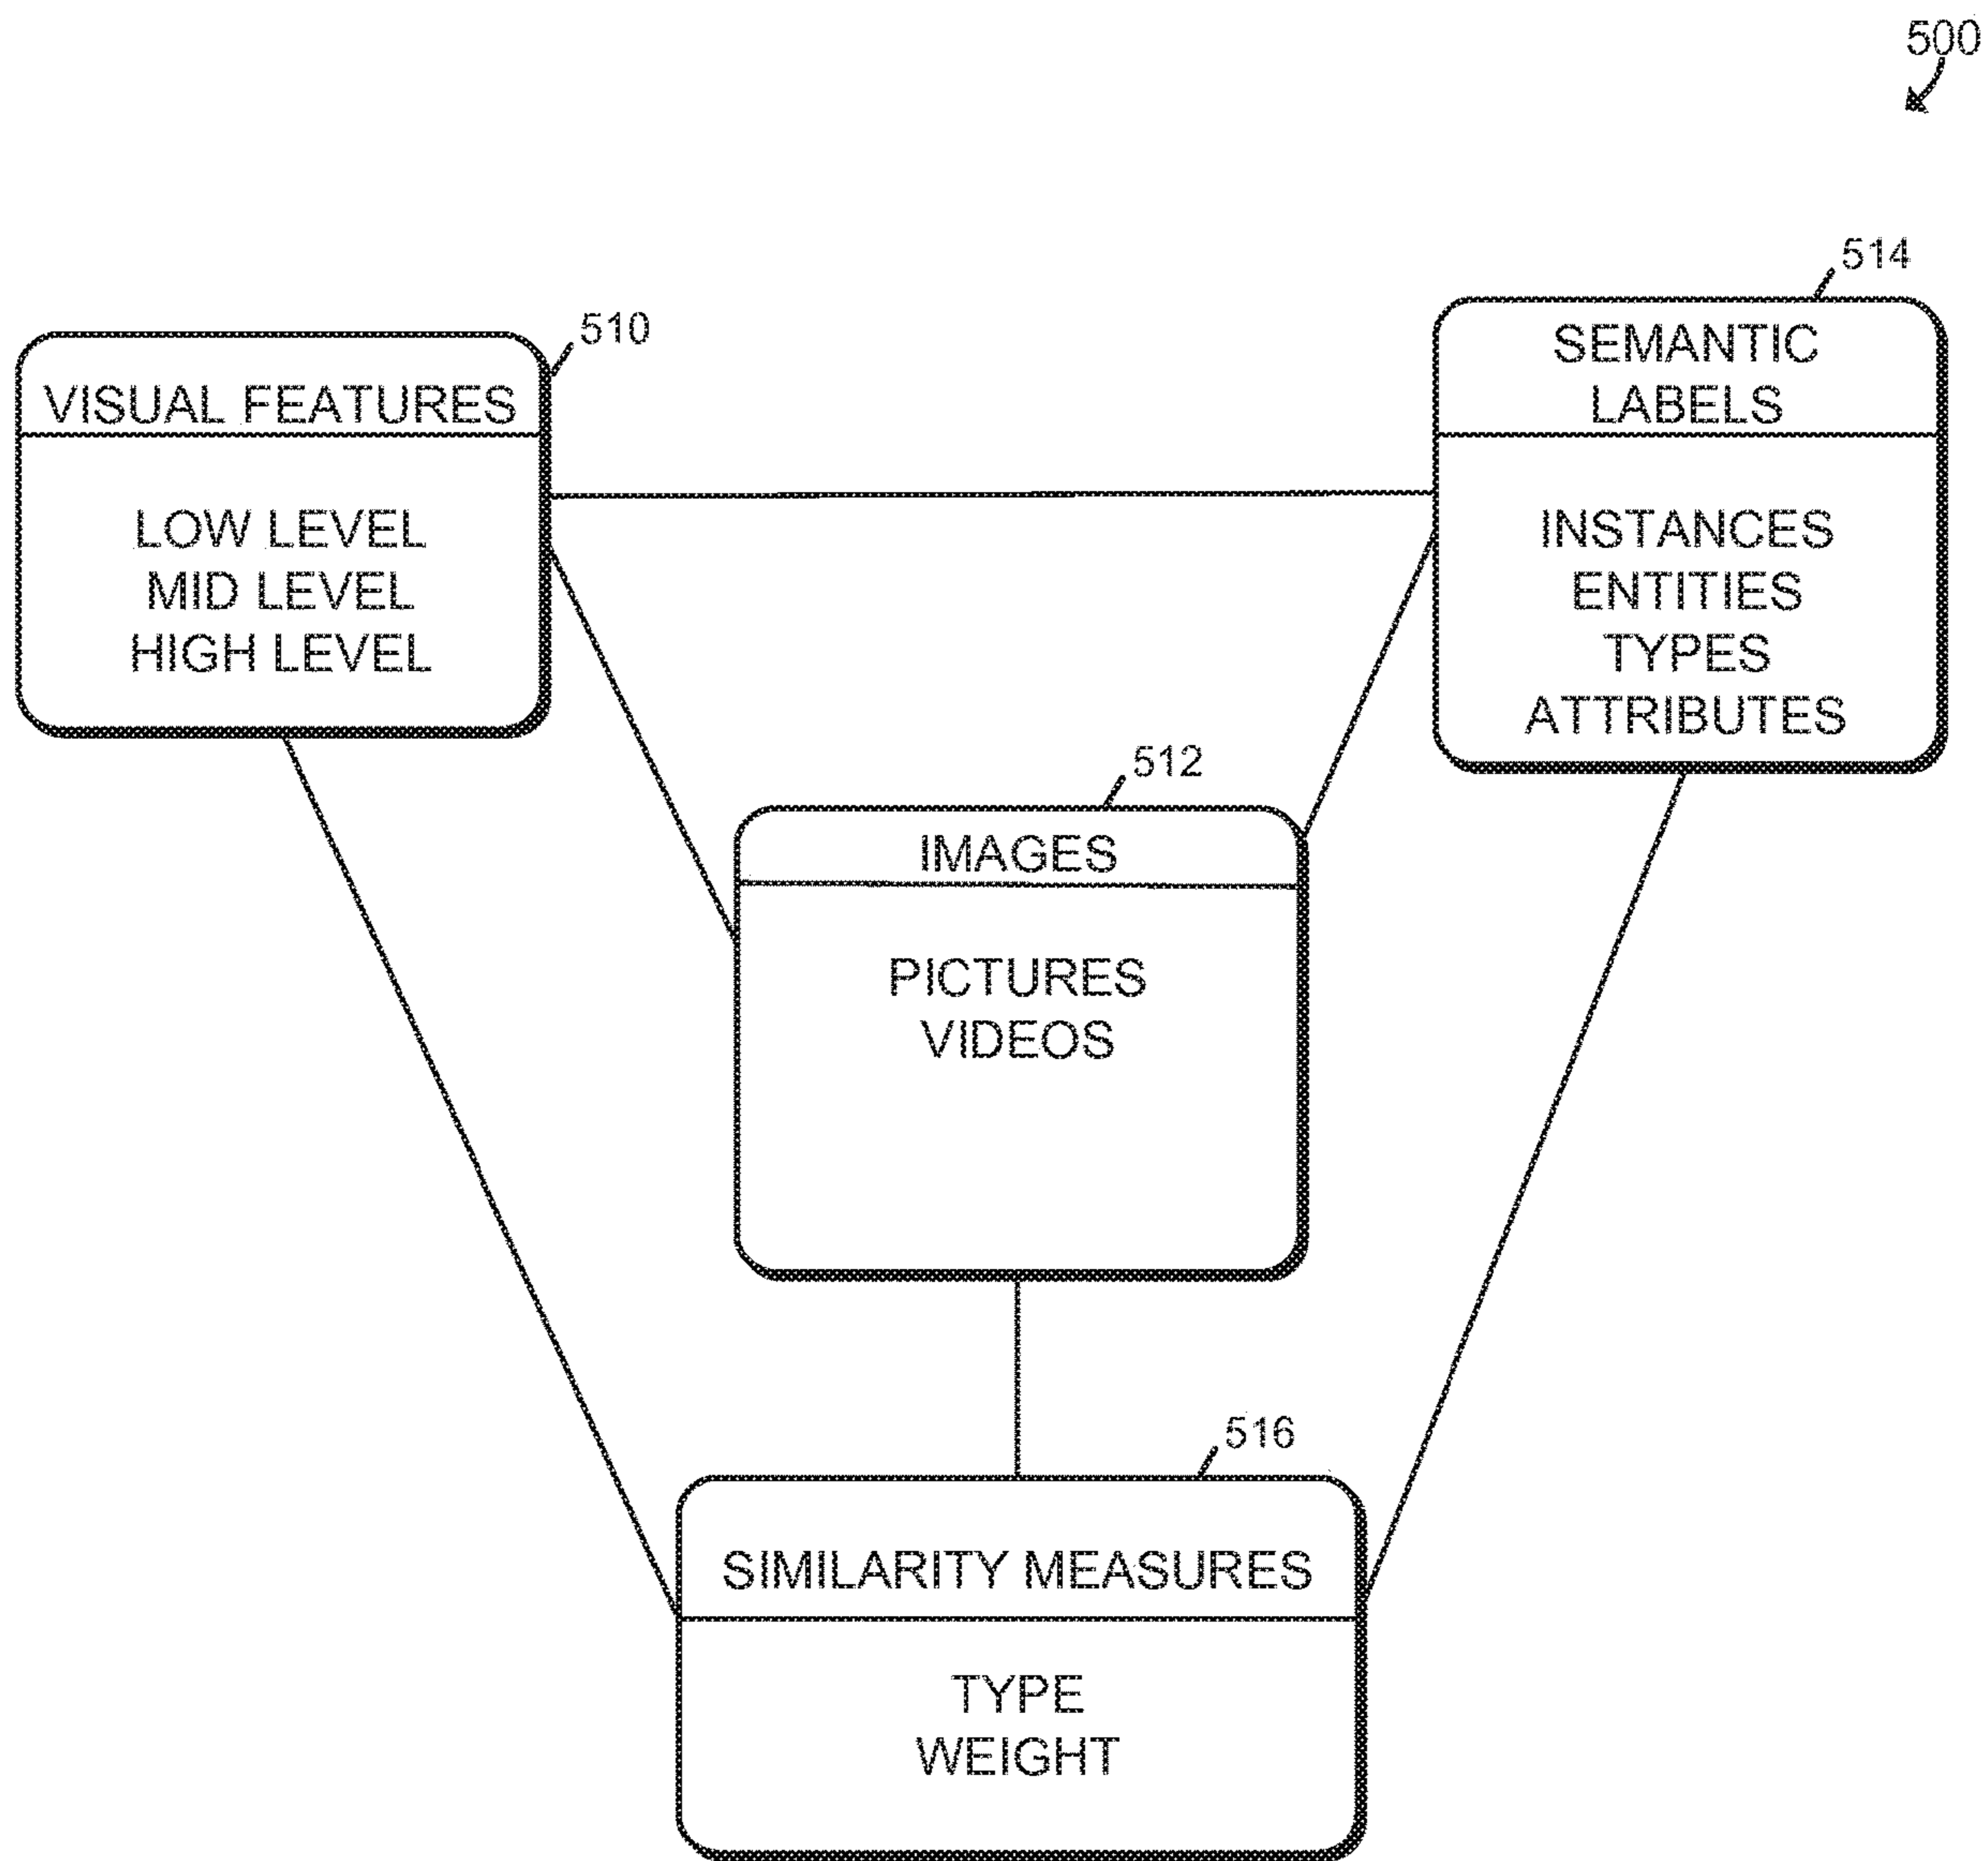 500
510
VISUAL FEATURES
LOW LEVEL
MID LEVEL
HIGH LEVEL
514
SEMANTIC
LABELS
INSTANCES
ENTITIES
TYPES
ATTRIBUTES
512
IMAGES
PICTURES
VIDEOS
516
SIMILARITY MEASURES
TYPE
WEIGHT